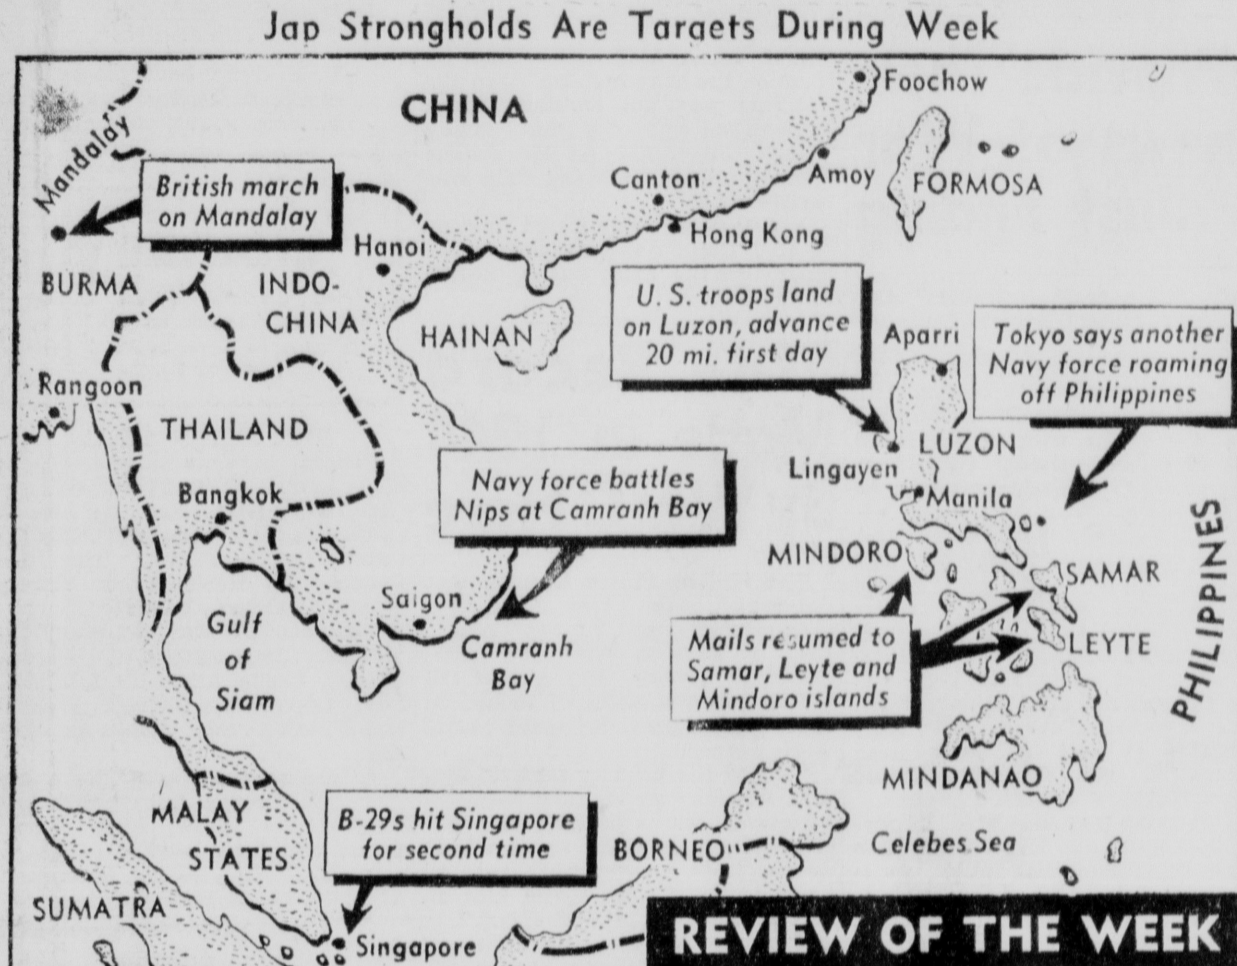 Jap Strongholds Are Targets During Week
CHINA
Foochow
Mandalay
British march
on Mandalay
Canton
Amoy
FORMOSA
Hong Kong
Hanoi
BURMA
INDO-
CHINA
HAINAN
U. S. troops land
on Luzon, advance
20 mi. first day
Aparri
Tokyo says another
Navy force roaming
off Philippines
Rangoon
THAILAND
LUZON
Lingayen
Bangkok
Manila
Navy force battles
Nips at Camranh Bay
PHILIPPINES
MINDORO
SAMAR
Saigon
Gulf
of
Siam
Camranh
Bay
Mails resumed to
Samar, Leyte and
Mindoro islands
LEYTE
MINDANAO
MALAY
STATES
B-29s hit Singapore
for second time
BORNEO
Celebes Sea
SUMATRA
Singapore
REVIEW OF THE WEEK